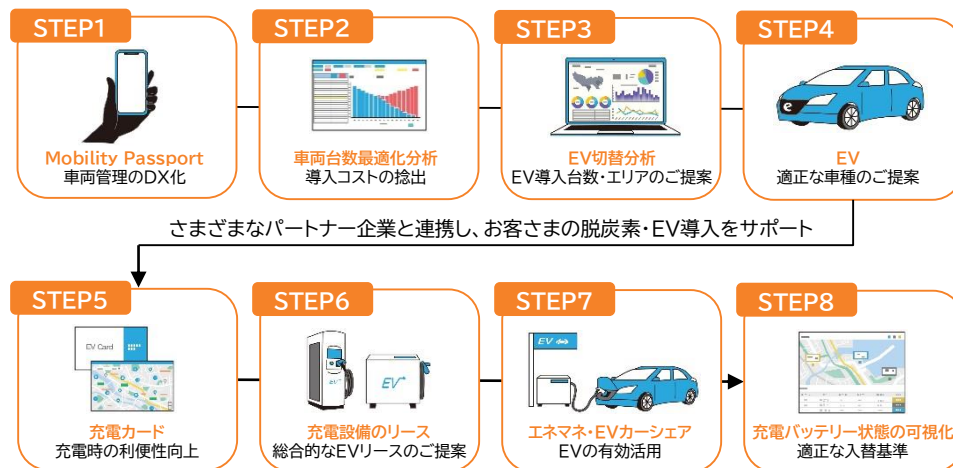 STEP1
Mobility Passport
車両管理のDX化
STEP2
車両台数最適化分析
導入コストの捻出
STEP3
EV切替分析
EV導入台数・エリアのご提案
STEP4
e
EV
適正な車種のご提案
さまざまなパートナー企業と連携し、お客さまの脱炭素・EV導入をサポート
STEP5
EV Card
充電カード
充電時の利便性向上
STEP6
EV
EV
充電設備のリース
総合的なEVリースのご提案
STEP7
EV
エネマネ・EVカーシェア
EVの有効活用
STEP8
充電バッテリー状態の可視化
適正な入替基準